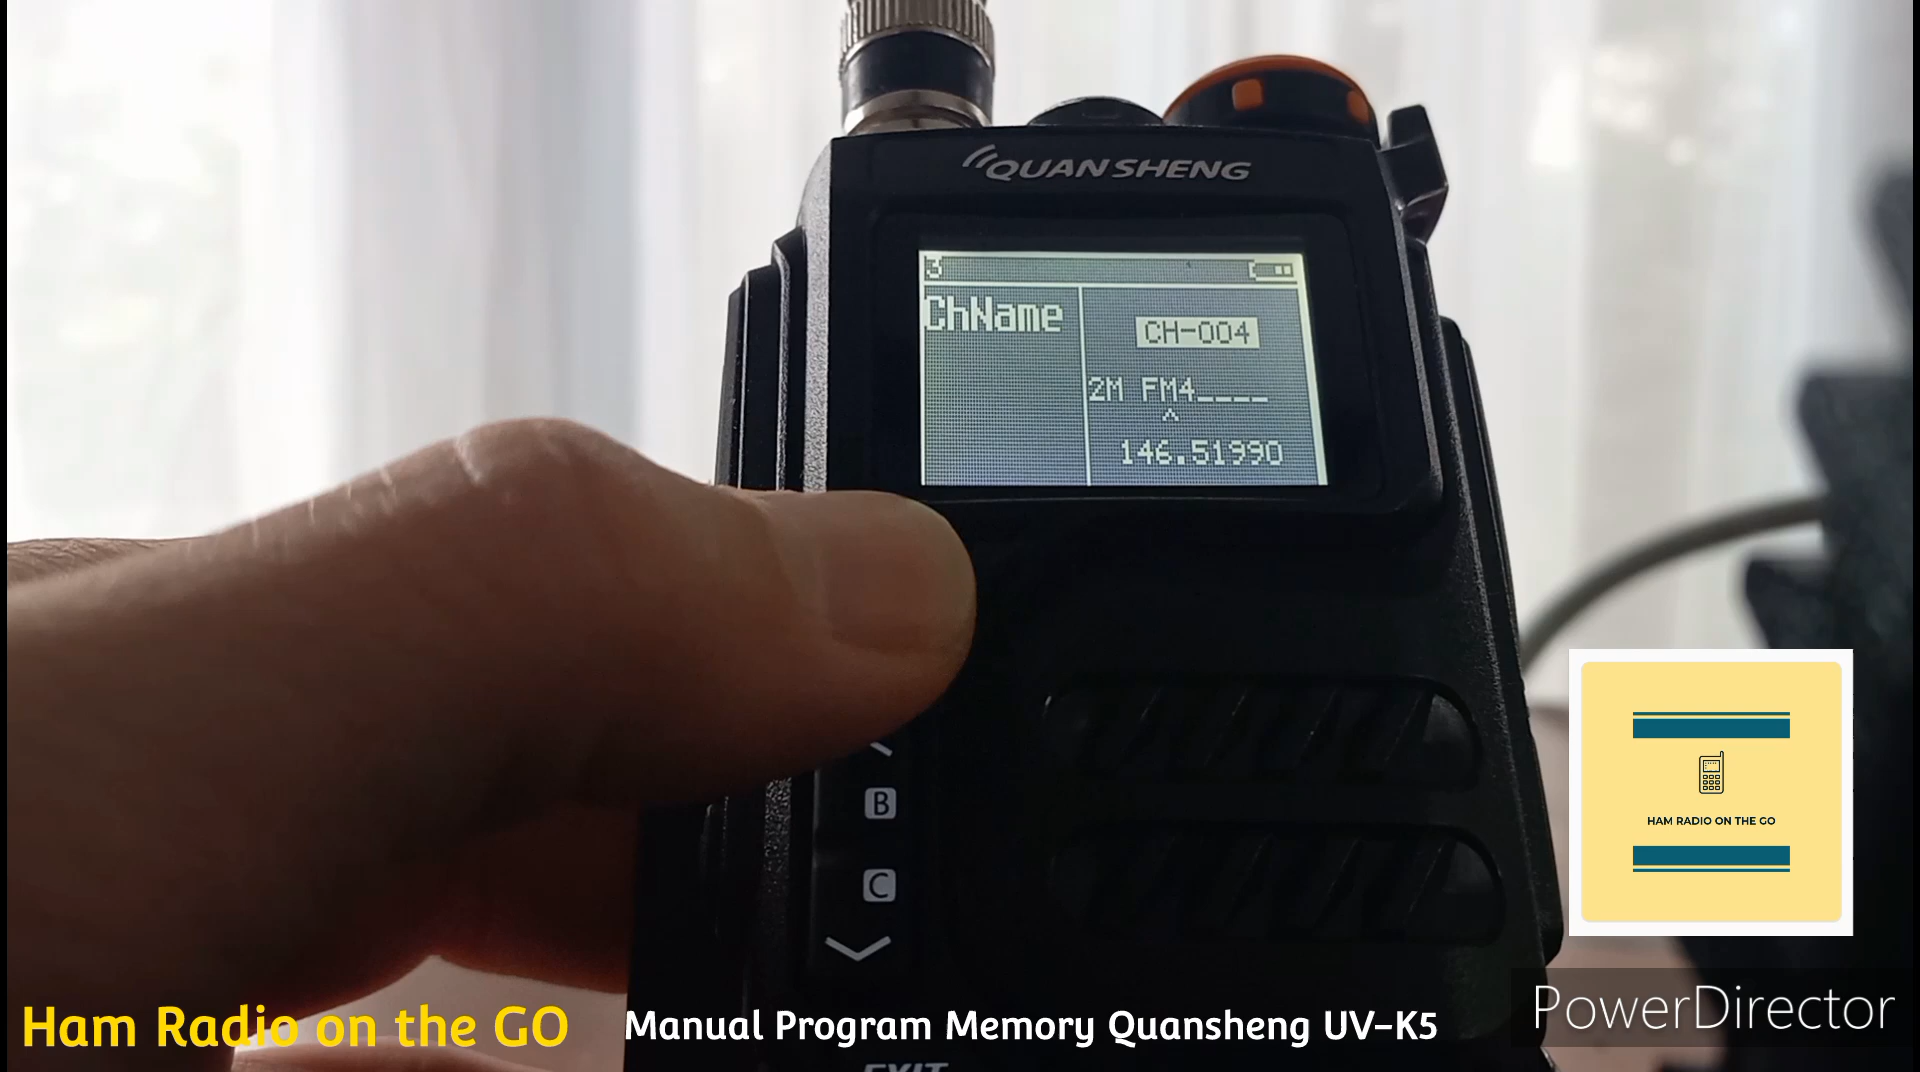 QUANSHENG
3
ChName
CH-004
2M FM4____
^
146.51990
B
C
EXIT
HAM RADIO ON THE GO
Ham Radio on the GO
Manual Program Memory Quansheng UV-K5
PowerDirector